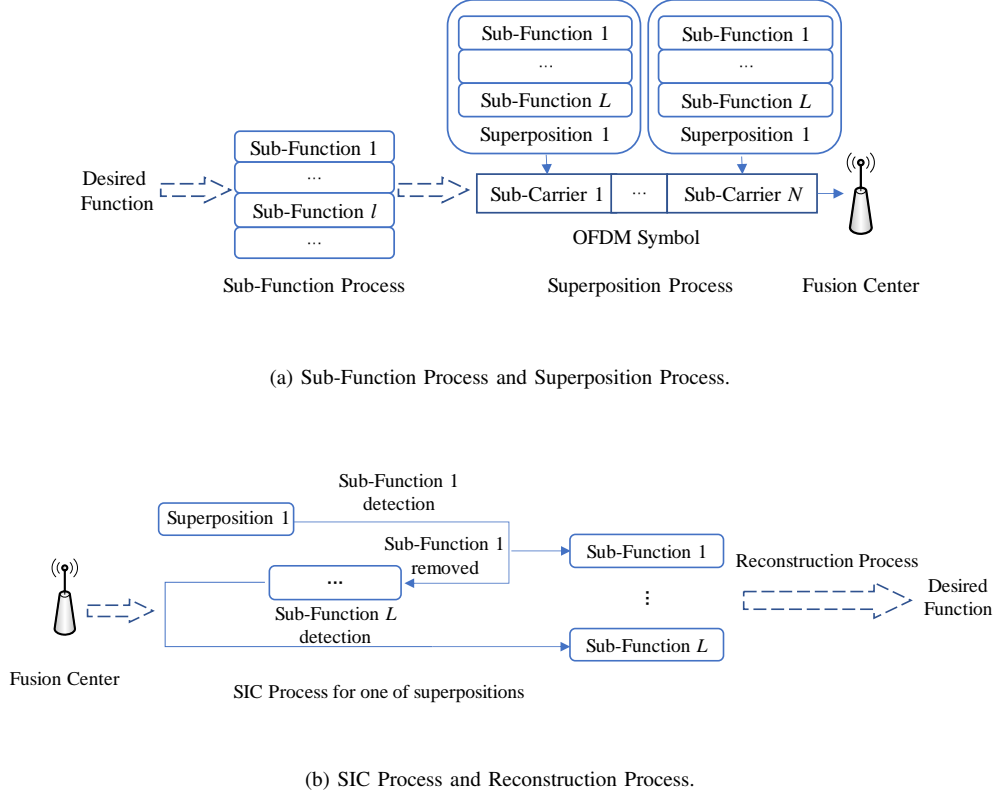 Sub-Function 1
...
Sub-Function L
Superposition 1
Sub-Function 1
...
Sub-Function L
Superposition 1
Desired
Function
Sub-Function 1
...
Sub-Function l
...
Sub-Carrier 1
...
Sub-Carrier N
OFDM Symbol
Sub-Function Process
Superposition Process
Fusion Center
(a) Sub-Function Process and Superposition Process.
Sub-Function 1
detection
Superposition 1
Sub-Function 1
removed
Sub-Function 1
Reconstruction Process
...
Sub-Function L
detection
⋮
Desired
Function
Sub-Function L
Fusion Center
SIC Process for one of superpositions
(b) SIC Process and Reconstruction Process.